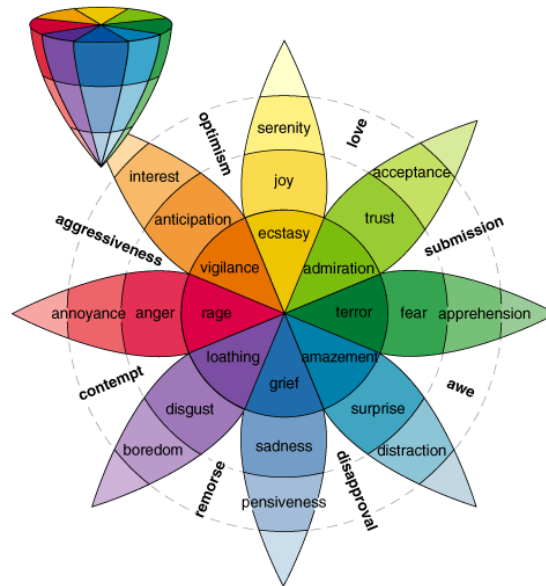 optimism
love
serenity
interest
acceptance
joy
anticipation
trust
aggressiveness
submission
ecstasy
vigilance
admiration
annoyance
anger
rage
terror
fear
apprehension
loathing
amazement
grief
contempt
awe
disgust
surprise
boredom
sadness
distraction
remorse
pensiveness
disapproval